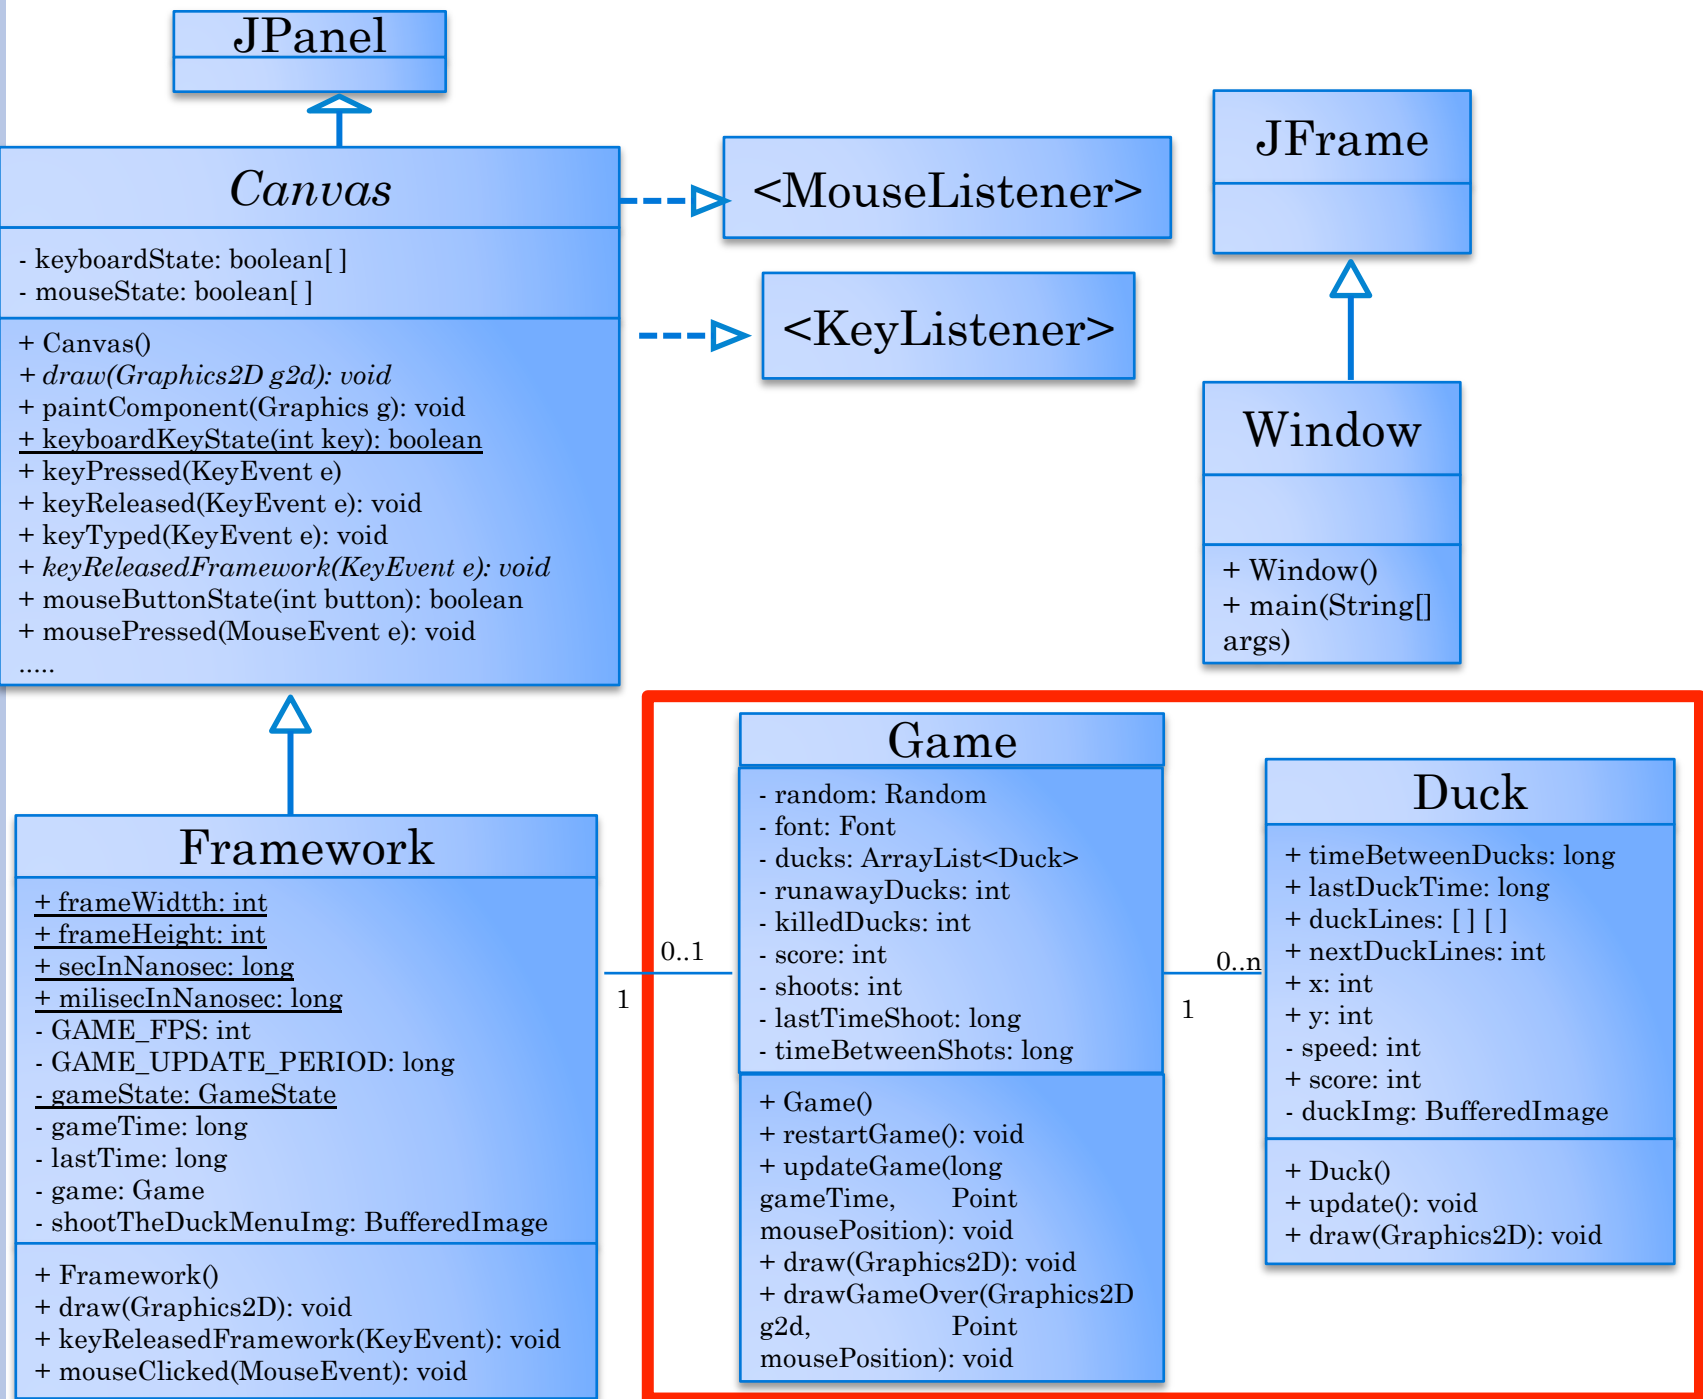 JPanel
Canvas
- keyboardState: boolean[ ]
- mouseState: boolean[ ]
+ Canvas()
+ draw(Graphics2D g2d): void
+ paintComponent(Graphics g): void
+ keyboardKeyState(int key): boolean
+ keyPressed(KeyEvent e)
+ keyReleased(KeyEvent e): void
+ keyTyped(KeyEvent e): void
+ keyReleasedFramework(KeyEvent e): void
+ mouseButtonState(int button): boolean
+ mousePressed(MouseEvent e): void
.....
<MouseListener>
<KeyListener>
JFrame
Window
+ Window()
+ main(String[]
args)
Framework
+ frameWidtth: int
+ frameHeight: int
+ secInNanosec: long
+ milisecInNanosec: long
- GAME_FPS: int
- GAME_UPDATE_PERIOD: long
- gameState: GameState
- gameTime: long
- lastTime: long
- game: Game
- shootTheDuckMenuImg: BufferedImage
+ Framework()
+ draw(Graphics2D): void
+ keyReleasedFramework(KeyEvent): void
+ mouseClicked(MouseEvent): void
0..1
1
Game
- random: Random
- font: Font
- ducks: ArrayList<Duck>
- runawayDucks: int
- killedDucks: int
- score: int
- shoots: int
- lastTimeShoot: long
- timeBetweenShots: long
+ Game()
+ restartGame(): void
+ updateGame(long
gameTime, Point
mousePosition): void
+ draw(Graphics2D): void
+ drawGameOver(Graphics2D
g2d, Point
mousePosition): void
0..n
1
Duck
+ timeBetweenDucks: long
+ lastDuckTime: long
+ duckLines: [ ] [ ]
+ nextDuckLines: int
+ x: int
+ y: int
- speed: int
+ score: int
- duckImg: BufferedImage
+ Duck()
+ update(): void
+ draw(Graphics2D): void